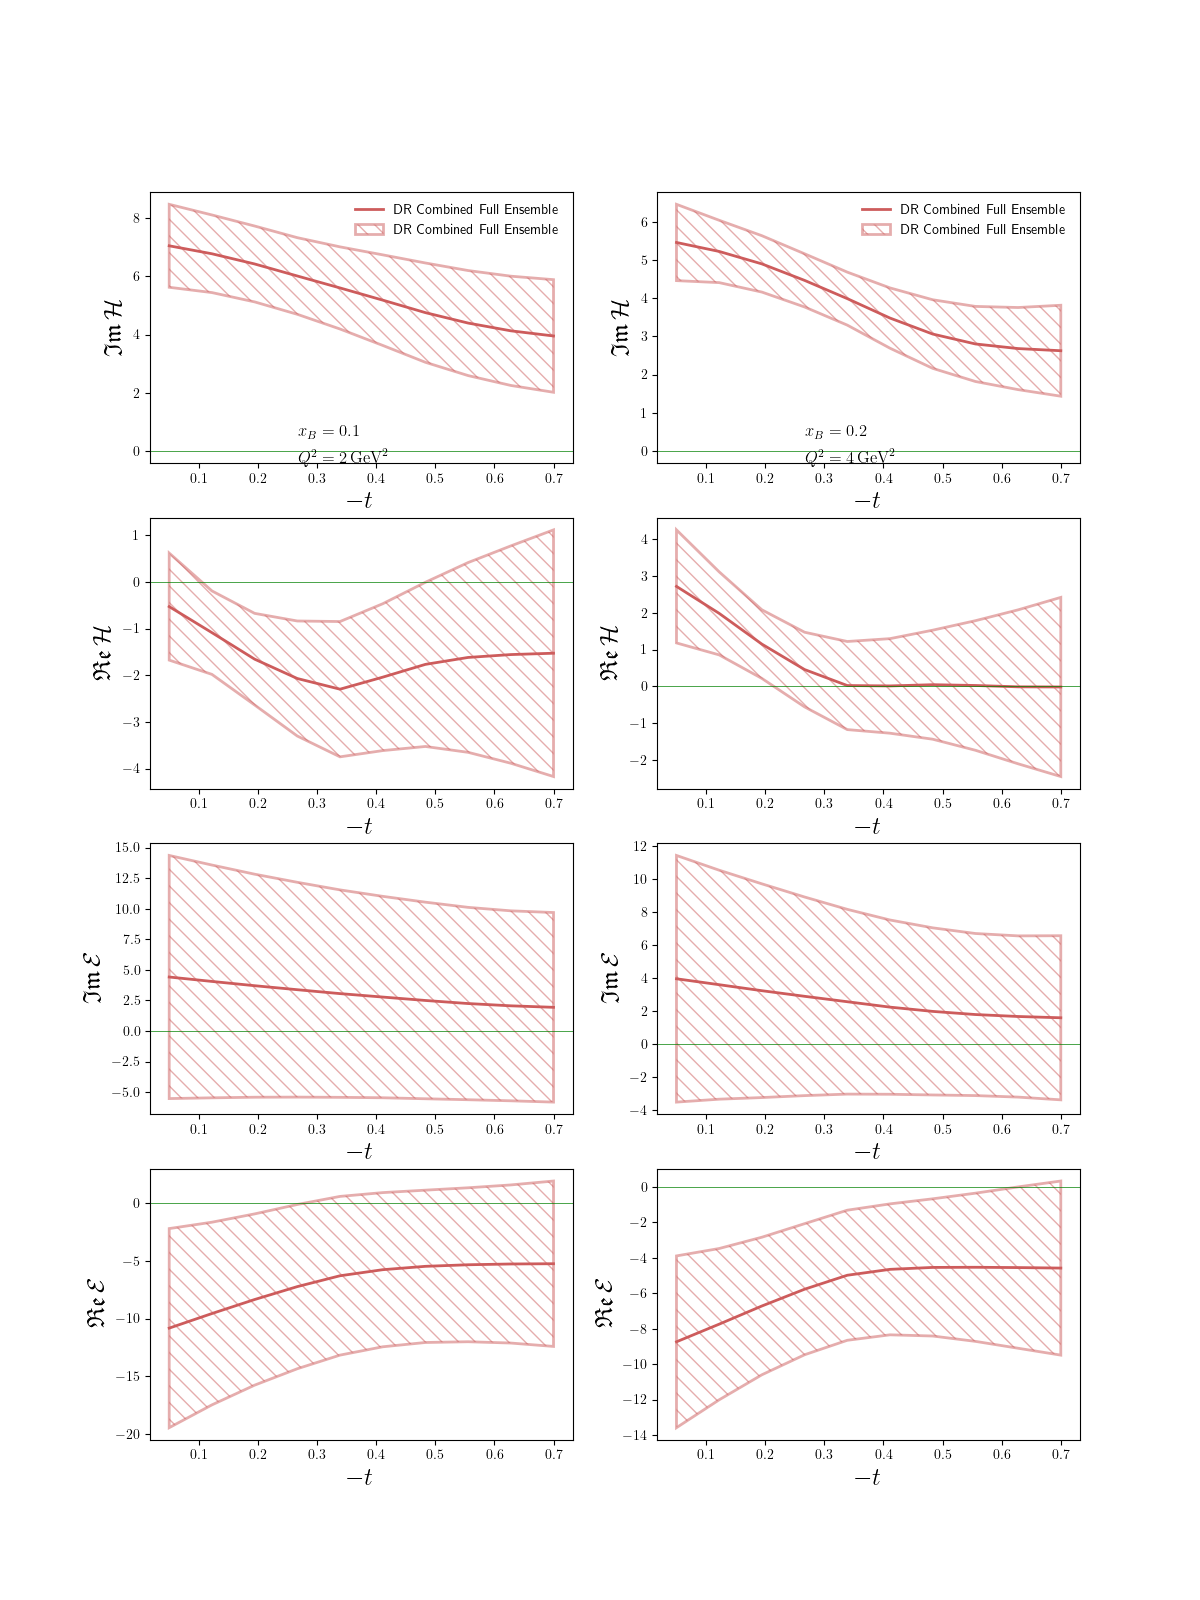 DR Combined Full Ensemble
DR Combined Full Ensemble
8
6
4
2
0
ℑm ℋ
x_B = 0.1
Q² = 2 GeV²
0.1 0.2 0.3 0.4 0.5 0.6 0.7
−t
DR Combined Full Ensemble
DR Combined Full Ensemble
6
5
4
3
2
1
0
ℑm ℋ
x_B = 0.2
Q² = 4 GeV²
0.1 0.2 0.3 0.4 0.5 0.6 0.7
−t
1
0
−1
−2
−3
−4
ℜe ℋ
0.1 0.2 0.3 0.4 0.5 0.6 0.7
−t
4
3
2
1
0
−1
−2
ℜe ℋ
0.1 0.2 0.3 0.4 0.5 0.6 0.7
−t
15.0
12.5
10.0
7.5
5.0
2.5
0.0
−2.5
−5.0
ℑm ℰ
0.1 0.2 0.3 0.4 0.5 0.6 0.7
−t
12
10
8
6
4
2
0
−2
−4
ℑm ℰ
0.1 0.2 0.3 0.4 0.5 0.6 0.7
−t
0
−5
−10
−15
−20
ℜe ℰ
0.1 0.2 0.3 0.4 0.5 0.6 0.7
−t
0
−2
−4
−6
−8
−10
−12
−14
ℜe ℰ
0.1 0.2 0.3 0.4 0.5 0.6 0.7
−t